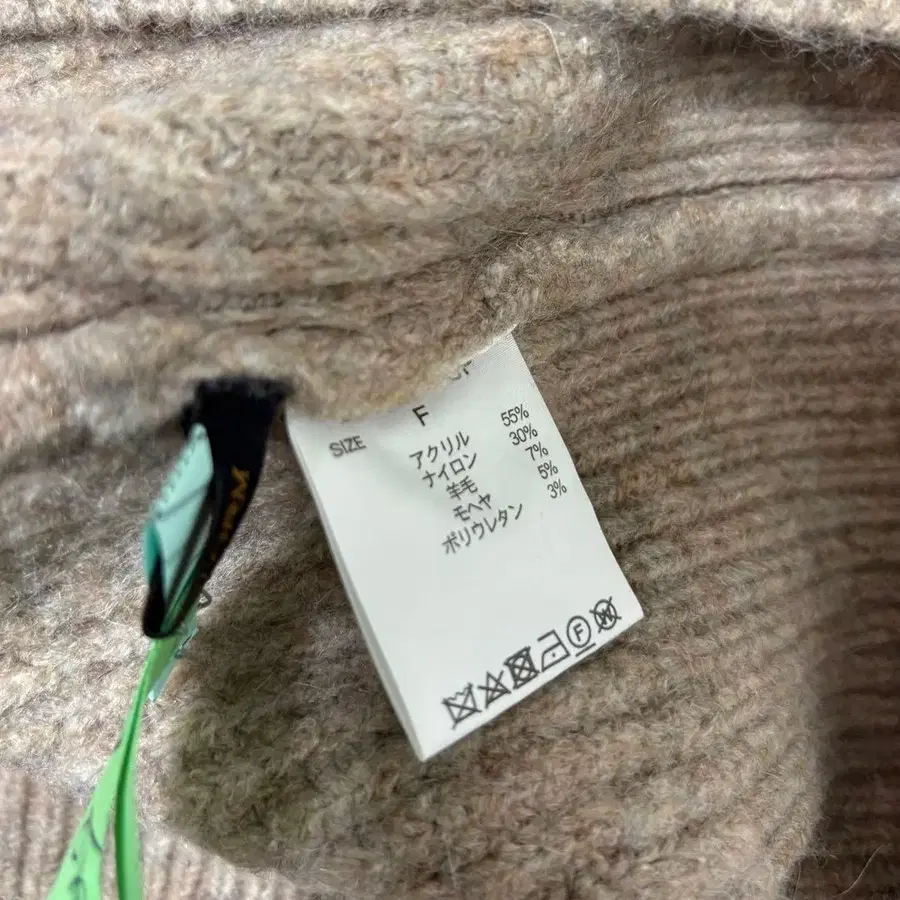 SIZE F
アクリル 55%
ナイロン 30%
羊毛 7%
モヘヤ 5%
ポリウレタン 3%
F